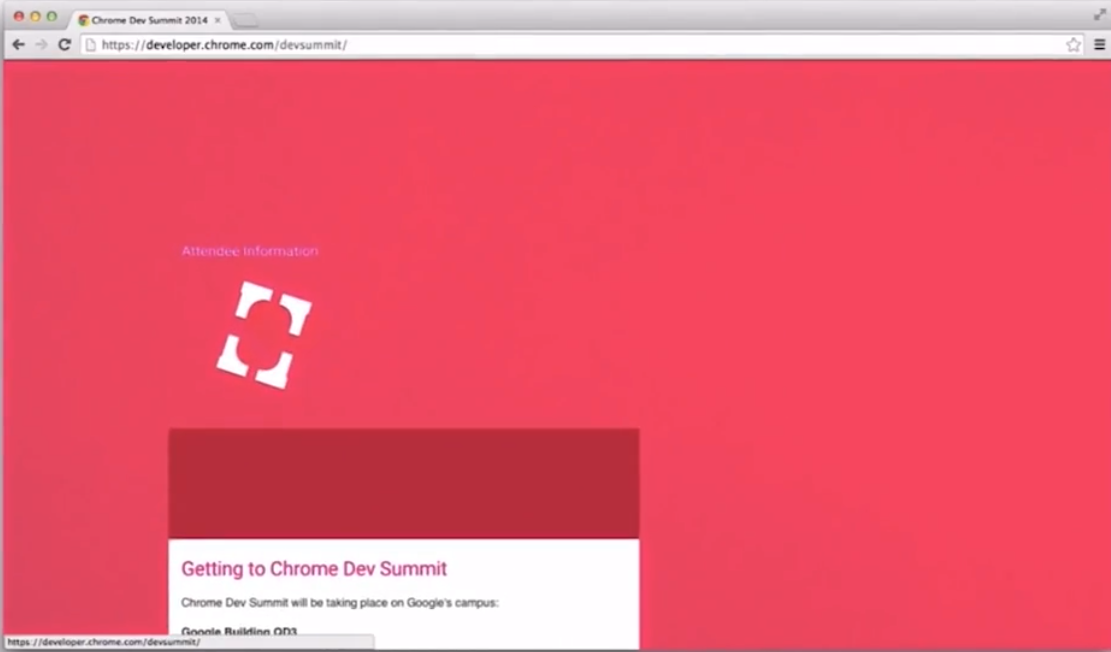 Chrome Dev Summit 2014
https://developer.chrome.com/devsummit/
Attendee Information
Getting to Chrome Dev Summit
Chrome Dev Summit will be taking place on Google's campus:
Google Building QD3
https://developer.chrome.com/devsummit/